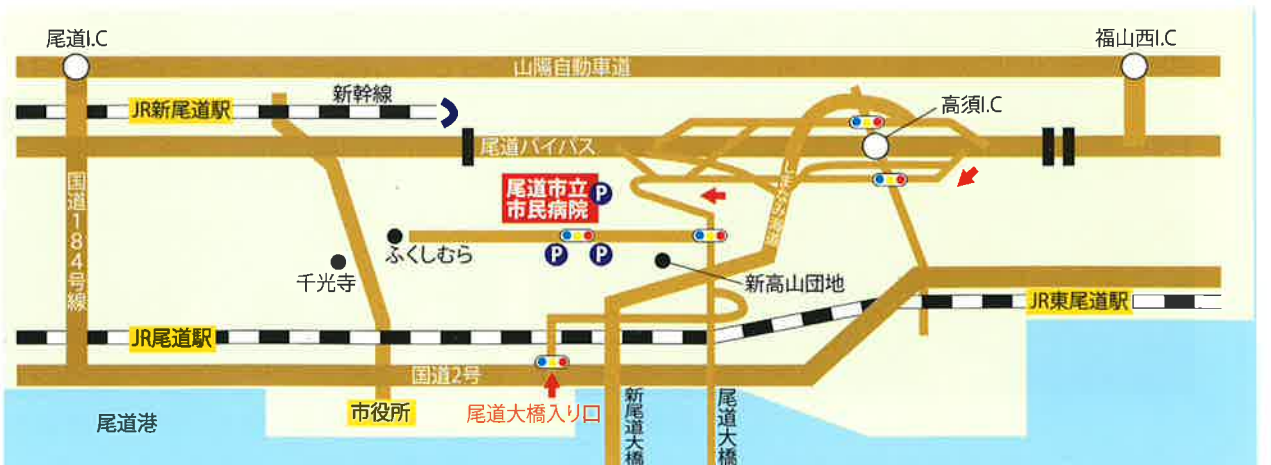 尾道I.C
福山西I.C
山陽自動車道
新幹線
JR新尾道駅
高須I.C
尾道バイパス
国道184号線
尾道市立
市民病院
P
しまなみ海道
ふくしむら
P
P
千光寺
新高山団地
JR東尾道駅
JR尾道駅
国道2号
市役所
尾道大橋入り口
新尾道大橋
尾道大橋
尾道港